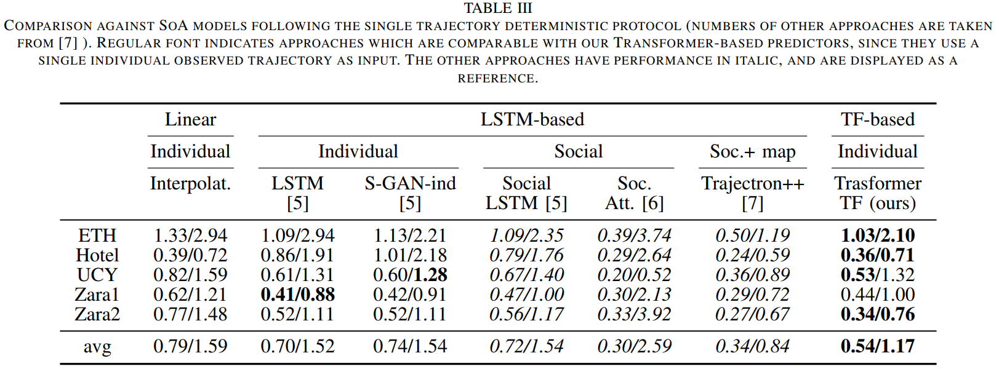 TABLE III
COMPARISON AGAINST SOA MODELS FOLLOWING THE SINGLE TRAJECTORY DETERMINISTIC PROTOCOL (NUMBERS OF OTHER APPROACHES ARE TAKEN
FROM [7] ). REGULAR FONT INDICATES APPROACHES WHICH ARE COMPARABLE WITH OUR TRANSFORMER-BASED PREDICTORS, SINCE THEY USE A
SINGLE INDIVIDUAL OBSERVED TRAJECTORY AS INPUT. THE OTHER APPROACHES HAVE PERFORMANCE IN ITALIC, AND ARE DISPLAYED AS A
REFERENCE.
Linear LSTM-based TF-based
Individual Individual Social Soc.+ map Individual
Interpolat. LSTM S-GAN-ind Social Soc. Trajectron++ Trasformer
[5] [5] LSTM [5] Att. [6] [7] TF (ours)
ETH 1.33/2.94 1.09/2.94 1.13/2.21 1.09/2.35 0.39/3.74 0.50/1.19 1.03/2.10
Hotel 0.39/0.72 0.86/1.91 1.01/2.18 0.79/1.76 0.29/2.64 0.24/0.59 0.36/0.71
UCY 0.82/1.59 0.61/1.31 0.60/1.28 0.67/1.40 0.20/0.52 0.36/0.89 0.53/1.32
Zara1 0.62/1.21 0.41/0.88 0.42/0.91 0.47/1.00 0.30/2.13 0.29/0.72 0.44/1.00
Zara2 0.77/1.48 0.52/1.11 0.52/1.11 0.56/1.17 0.33/3.92 0.27/0.67 0.34/0.76
avg 0.79/1.59 0.70/1.52 0.74/1.54 0.72/1.54 0.30/2.59 0.34/0.84 0.54/1.17